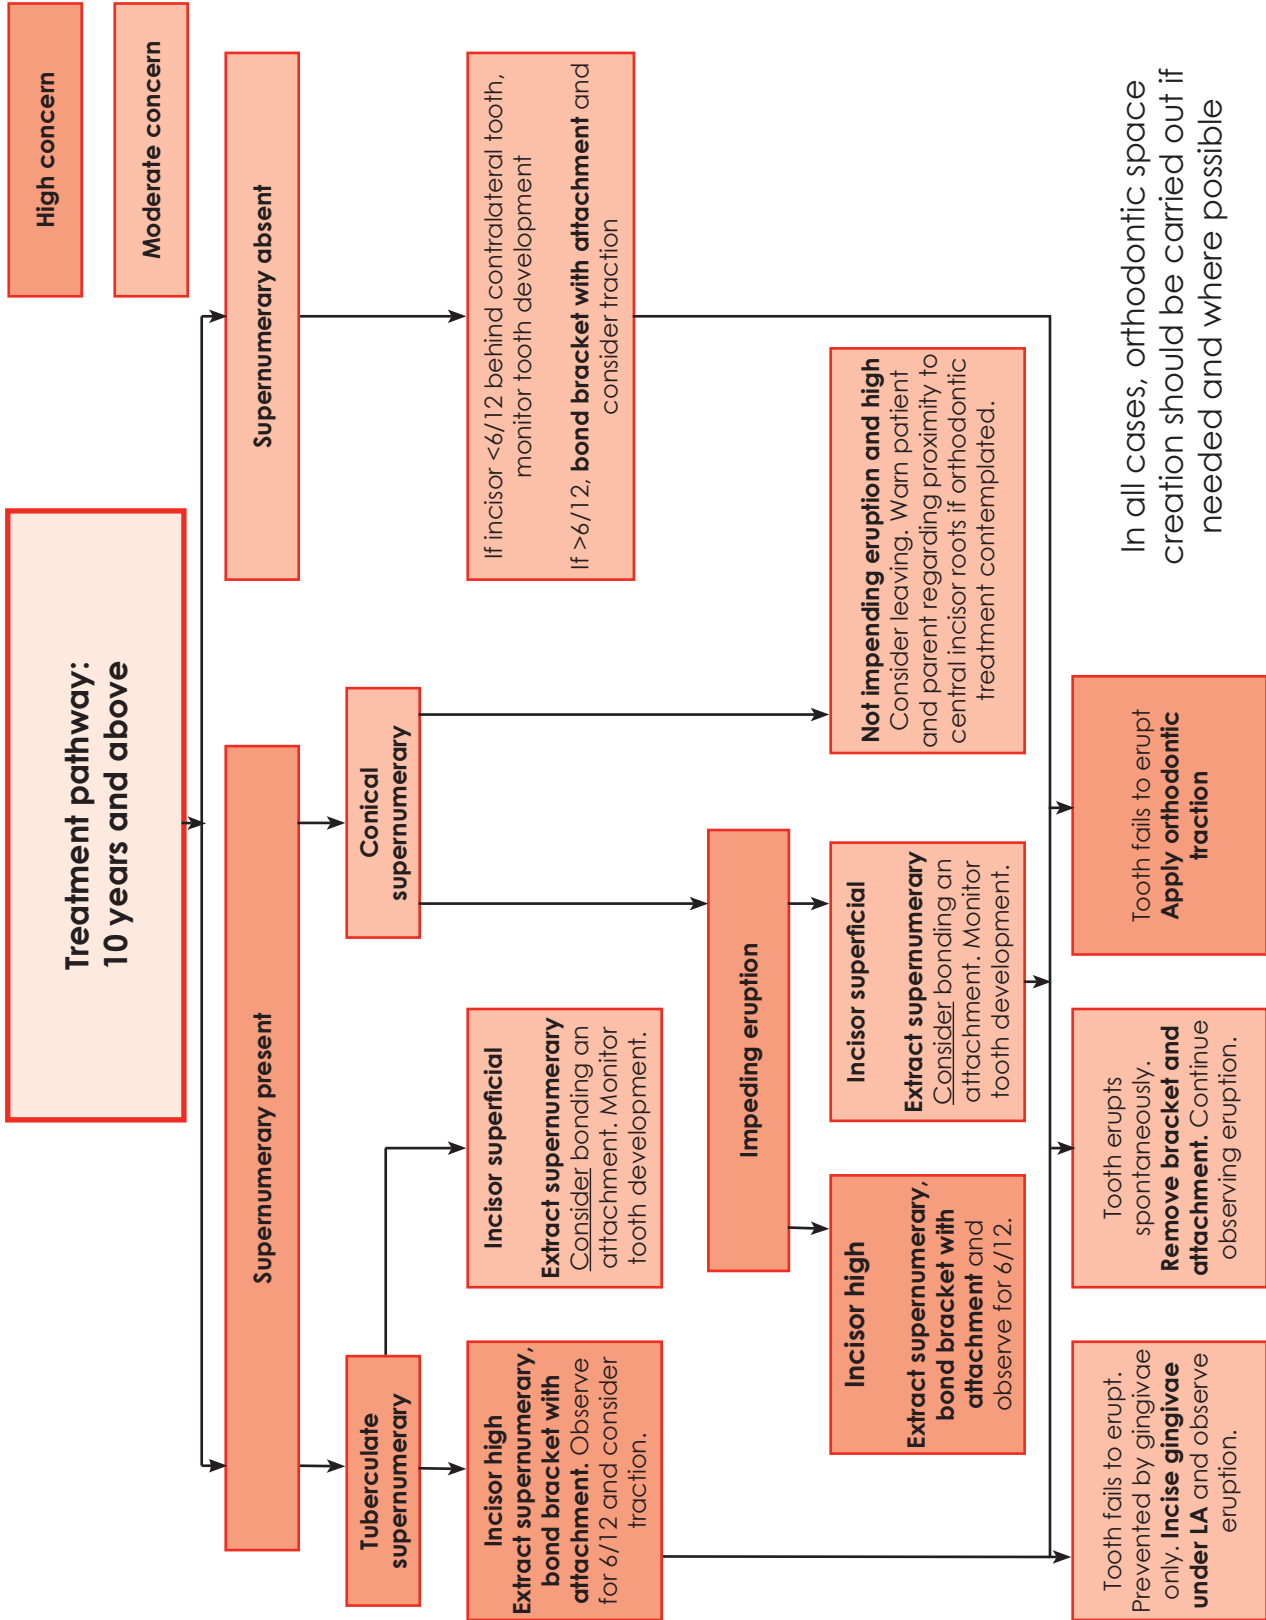 Treatment pathway:
10 years and above
High concern
Moderate concern
Supernumerary present
Supernumerary absent
Tuberculate
supernumerary
Conical
supernumerary
Incisor high
Extract supernumerary,
bond bracket with
attachment. Observe
for 6/12 and consider
traction.
Incisor superficial
Extract supernumerary
Consider bonding an
attachment. Monitor
tooth development.
If incisor <6/12 behind contralateral tooth,
monitor tooth development
If >6/12, bond bracket with attachment and
consider traction
Impeding eruption
Incisor high
Extract supernumerary,
bond bracket with
attachment and
observe for 6/12.
Incisor superficial
Extract supernumerary
Consider bonding an
attachment. Monitor
tooth development.
Not impending eruption and high
Consider leaving. Warn patient
and parent regarding proximity to
central incisor roots if orthodontic
treatment contemplated.
Tooth fails to erupt.
Prevented by gingivae
only. Incise gingivae
under LA and observe
eruption.
Tooth erupts
spontaneously.
Remove bracket and
attachment. Continue
observing eruption.
Tooth fails to erupt
Apply orthodontic
traction
In all cases, orthodontic space
creation should be carried out if
needed and where possible